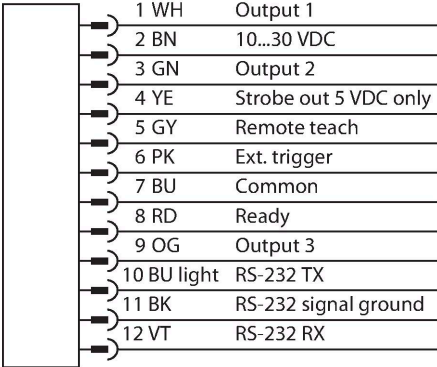 1 WH Output 1
2 BN 10...30 VDC
3 GN Output 2
4 YE Strobe out 5 VDC only
5 GY Remote teach
6 PK Ext. trigger
7 BU Common
8 RD Ready
9 OG Output 3
10 BU light RS-232 TX
11 BK RS-232 signal ground
12 VT RS-232 RX